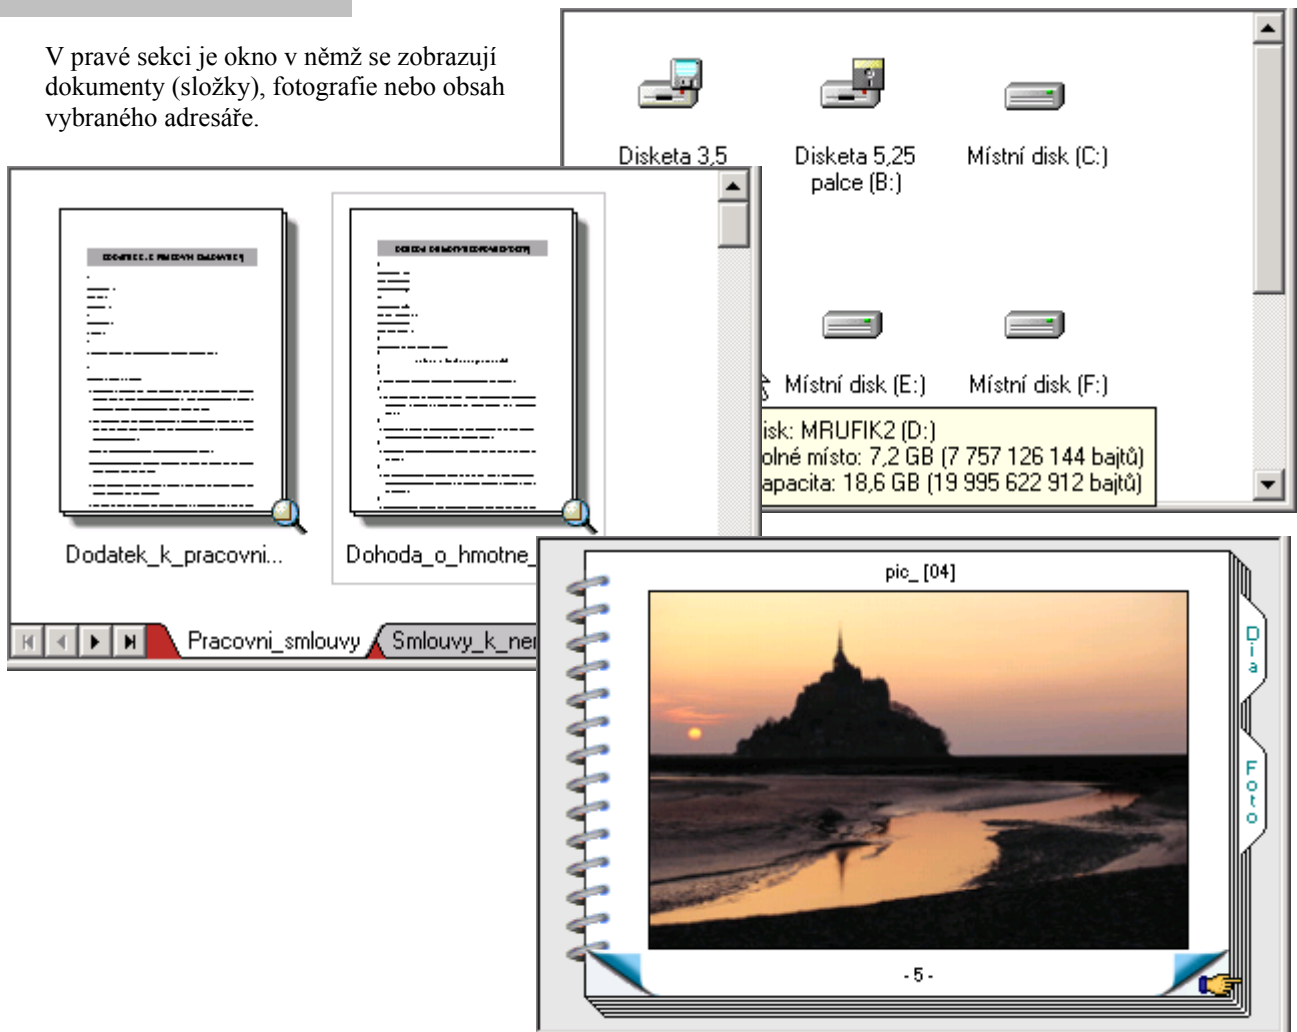 V pravé sekci je okno v němž se zobrazují
dokumenty (složky), fotografie nebo obsah
vybraného adresáře.
Disketa 3,5
Disketa 5,25
palce (B:)
Místní disk (C:)
Místní disk (E:)
Místní disk (F:)
isk: MRUFIK2 (D:)
olné místo: 7,2 GB (7 757 126 144 bajtů)
apacita: 18,6 GB (19 995 622 912 bajtů)
Dodatek_k_pracovni...
Dohoda_o_hmotne_
Pracovni_smlouvy
Smlouvy_k_ner
pic_ [04]
Dia
Foto
- 5 -